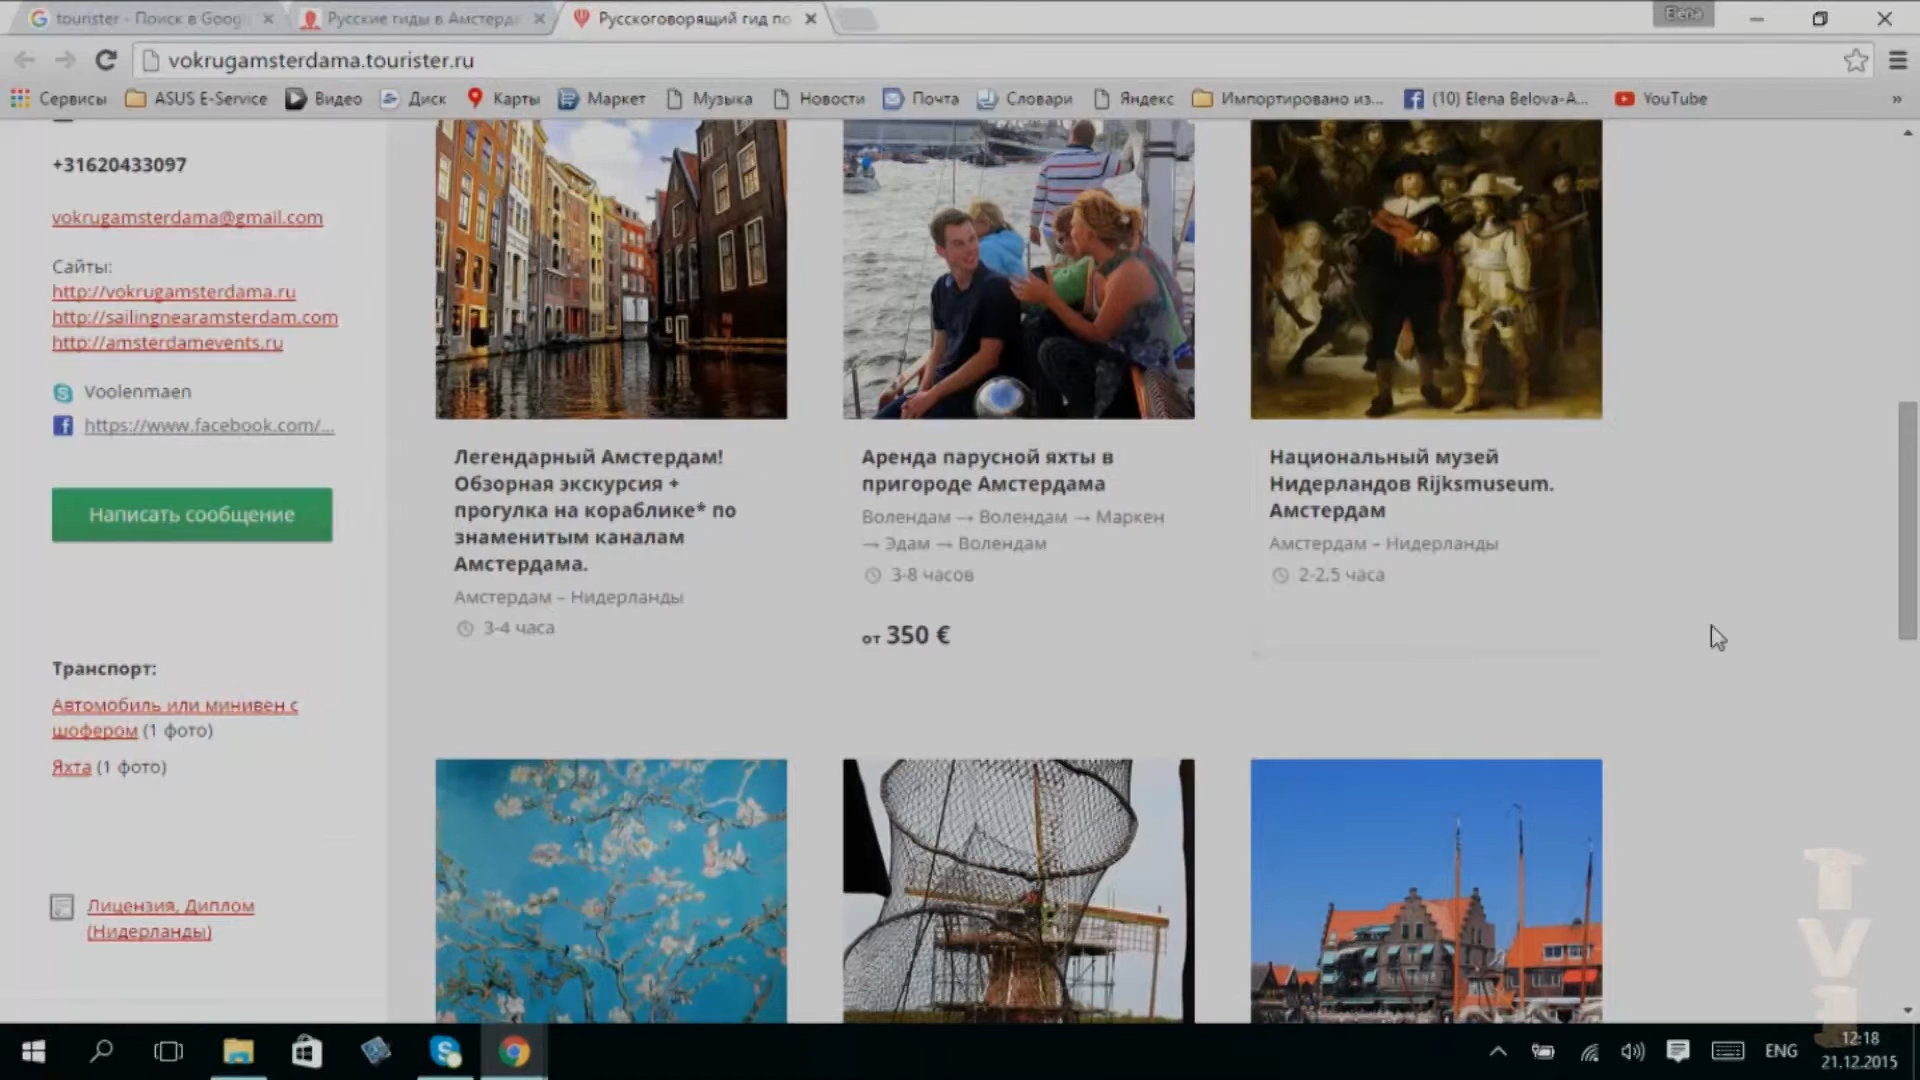 tourister - Поиск в Goog
Русские гиды в Амстерда
Русскоговорящий гид по
Elena
vokrugamsterdama.tourister.ru
Сервисы
ASUS E-Service
Видео
Диск
Карты
Маркет
Музыка
Новости
Почта
Словари
Яндекс
Импортировано из...
(10) Elena Belova-A...
YouTube
»
+31620433097
vokrugamsterdama@gmail.com
Сайты:
http://vokrugamsterdama.ru
http://sailingnearamsterdam.com
http://amsterdamevents.ru
Voolenmaen
https://www.facebook.com/...
Написать сообщение
Транспорт:
Автомобиль или минивен с
шофером (1 фото)
Яхта (1 фото)
Лицензия, Диплом
(Нидерланды)
Легендарный Амстердам!
Обзорная экскурсия +
прогулка на кораблике* по
знаменитым каналам
Амстердама.
Амстердам – Нидерланды
3-4 часа
Аренда парусной яхты в
пригороде Амстердама
Волендам → Волендам → Маркен
→ Эдам → Волендам
3-8 часов
от 350 €
Национальный музей
Нидерландов Rijksmuseum.
Амстердам
Амстердам – Нидерланды
2-2.5 часа
T
V
ENG
12:18
21.12.2015